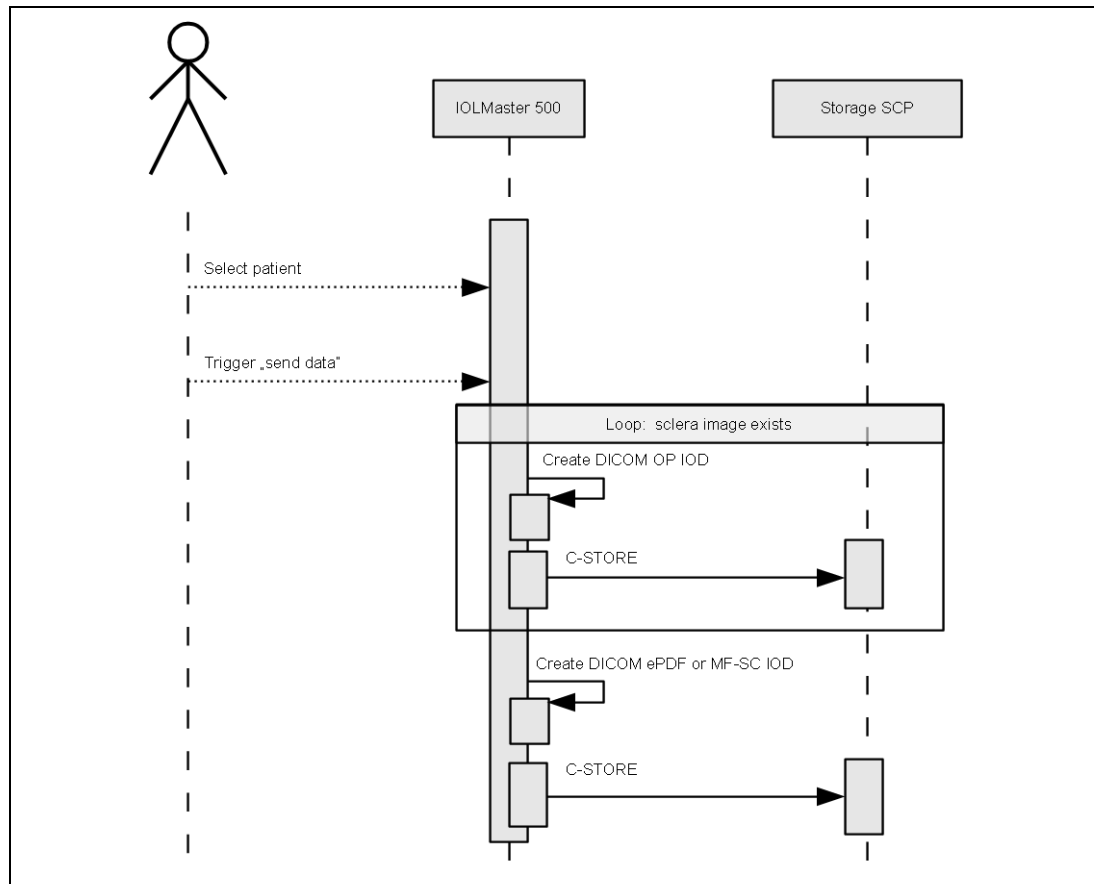 IOLMaster 500
Storage SCP
Select patient
Trigger „send data“
Loop: sclera image exists
Create DICOM OP IOD
C-STORE
Create DICOM ePDF or MF-SC IOD
C-STORE